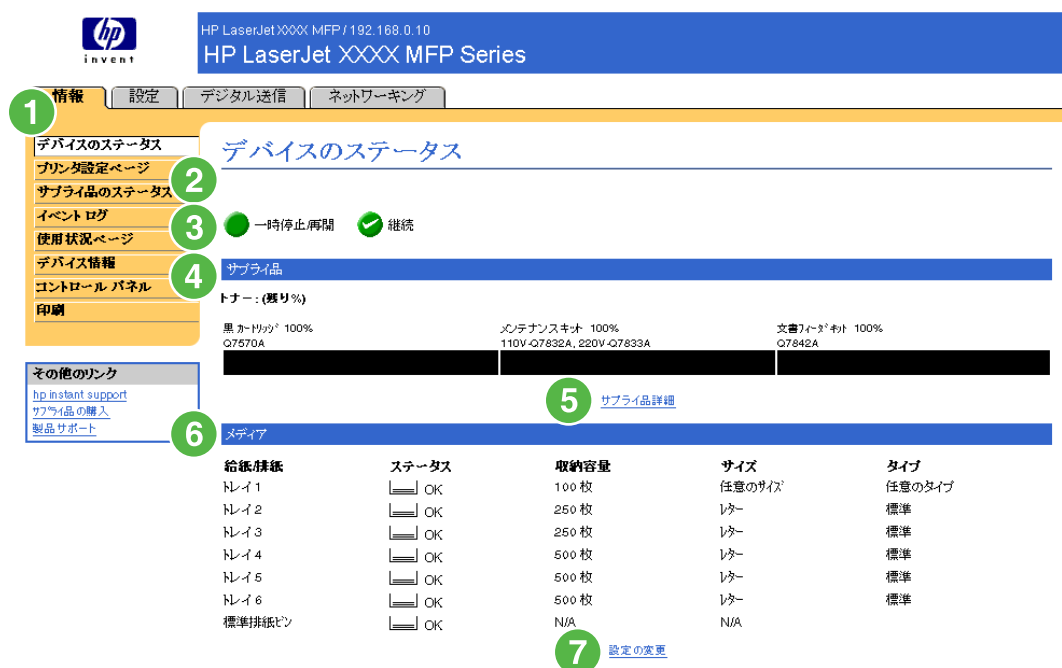 hp
invent
HP LaserJet XXXX MFP / 192.168.0.10
HP LaserJet XXXX MFP Series
情報 設定 デジタル送信 ネットワーキング
1
デバイスのステータス
プリンタ設定ページ
サプライ品のステータス
イベント ログ
使用状況ページ
デバイス情報
コントロール パネル
印刷
その他のリンク
hp instant support
サプライ品の購入
製品サポート
デバイスのステータス
2
3 一時停止/再開 継続
4 サプライ品
トナー : (残り%)
黒 カートリッジ 100% メンテナンス キット 100% 文書フィーダ キット 100%
Q7570A 110V-Q7832A, 220V-Q7833A Q7842A
5 サプライ品詳細
6 メディア
給紙/排紙 ステータス 収納容量 サイズ タイプ
トレイ 1 OK 100 枚 任意のサイズ 任意のタイプ
トレイ 2 OK 250 枚 レター 標準
トレイ 3 OK 250 枚 レター 標準
トレイ 4 OK 500 枚 レター 標準
トレイ 5 OK 500 枚 レター 標準
トレイ 6 OK 500 枚 レター 標準
標準排紙ビン OK N/A N/A
7 設定の変更